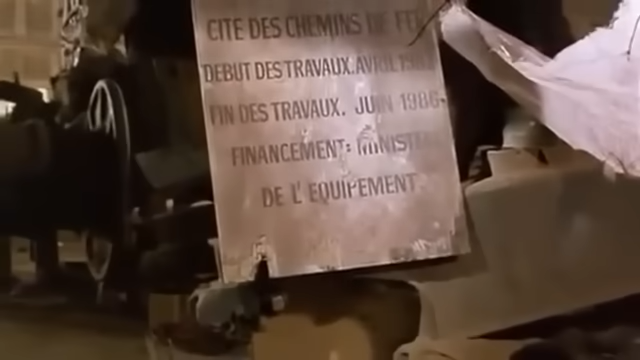 CITE DES CHEMINS DE
DEBUT DES TRAVAUX. AVRIL
FIN DES TRAVAUX. JUIN 1986-
FINANCEMENT:
DE L'EQUIPEMENT